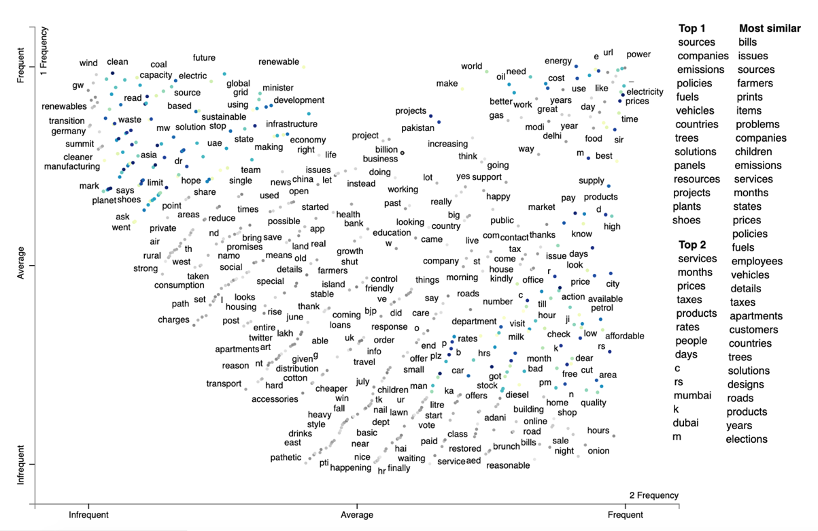 Frequent
Average
Infrequent
1 Frequency
wind clean coal future renewable
capacity electric
gw
source global grid minister
renewables read based using development
transition waste sustainable
germany mw solution stop infrastructure
summit uae state economy
cleaner asia dr making right life
manufacturing team issues
mark says limit hope single news china let
planet shoes share used open
point times started
ask areas reduce possible
went private nd app
air th bring save
rural west namo promises land real
strong social means old
taken details farmers
consumption special island
path set l looks stable
housing rise thank
charges post june
entire lakh loans
twitter able
apartments art given g
reason nt distribution
transport hard cotton
accessories cheaper
win
heavy fall
style
drinks
east
pathetic pti
world energy e url power
make oil need cost
use like electricity
better work years prices
projects gas great day
pakistan modi year time
project increasing delhi food sir
billion think way m best
business going
doing lot yes support supply
instead working
past really happy pay products
health market d
bank looking big public high
education country
w came live com contact thanks know
growth tax
shut company st come issue days
house r look
control things morning kindly office price city
friendly
ve say roads number c action available
coming bjp did care till petrol
hour ji
response o department visit
uk order rates milk check low affordable
info end p k rs
travel offer plz b hrs month dear
small car bad free cut area
july got
children man ka stock pm
tk ur offers diesel n
litre home quality
nail lawn start building shop
dept vote adani online
basic class road hours
near hai paid restored brunch bills sale
nice waiting service aed night onion
happening hr finally reasonable
2 Frequency
Infrequent Average Frequent
Top 1
sources
companies
emissions
policies
fuels
vehicles
countries
trees
solutions
panels
resources
projects
plants
shoes
Top 2
services
months
prices
taxes
products
rates
people
days
c
rs
mumbai
k
dubai
m
Most similar
bills
issues
sources
farmers
prints
items
problems
companies
children
emissions
services
months
states
prices
policies
fuels
employees
vehicles
details
taxes
apartments
customers
countries
trees
solutions
designs
roads
products
years
elections